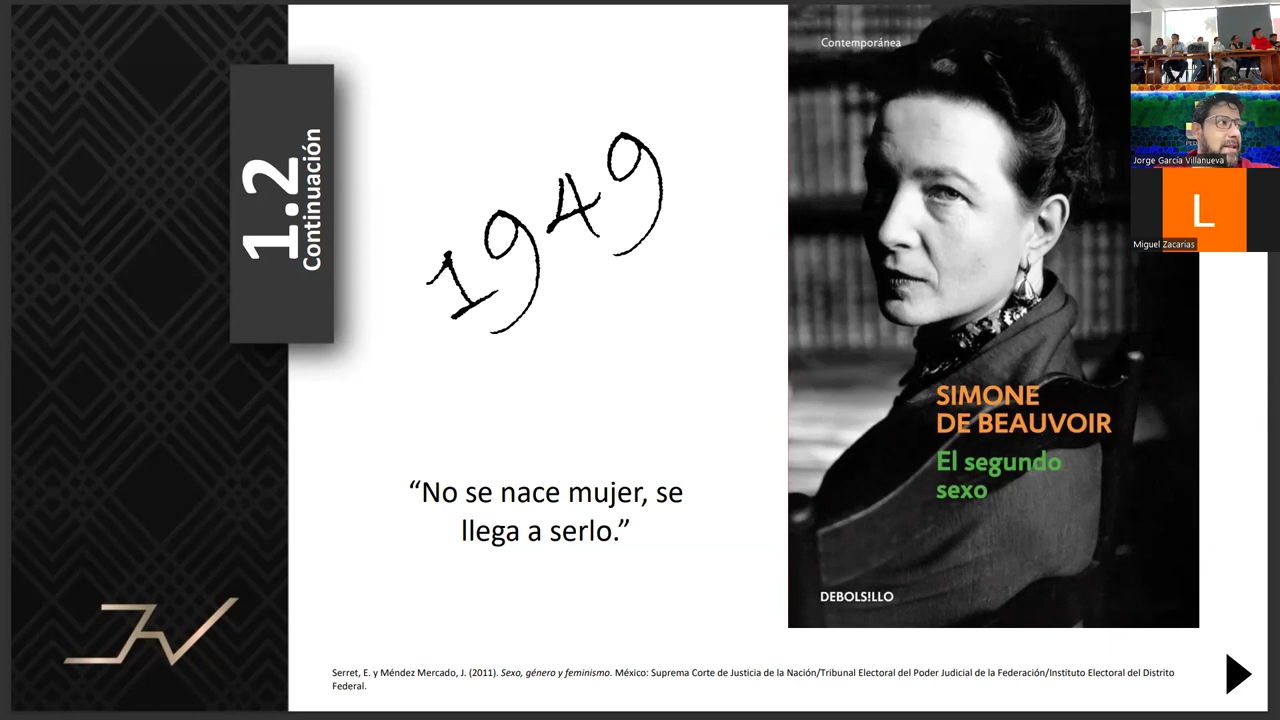 1.2
Continuación
1949
“No se nace mujer, se
llega a serlo.”
Contemporánea
SIMONE
DE BEAUVOIR
El segundo
sexo
DEBOLS!LLO
Jorge García Villanueva
L
Miguel Zacarias
Serret, E. y Méndez Mercado, J. (2011). Sexo, género y feminismo. México: Suprema Corte de Justicia de la Nación/Tribunal Electoral del Poder Judicial de la Federación/Instituto Electoral del Distrito
Federal.